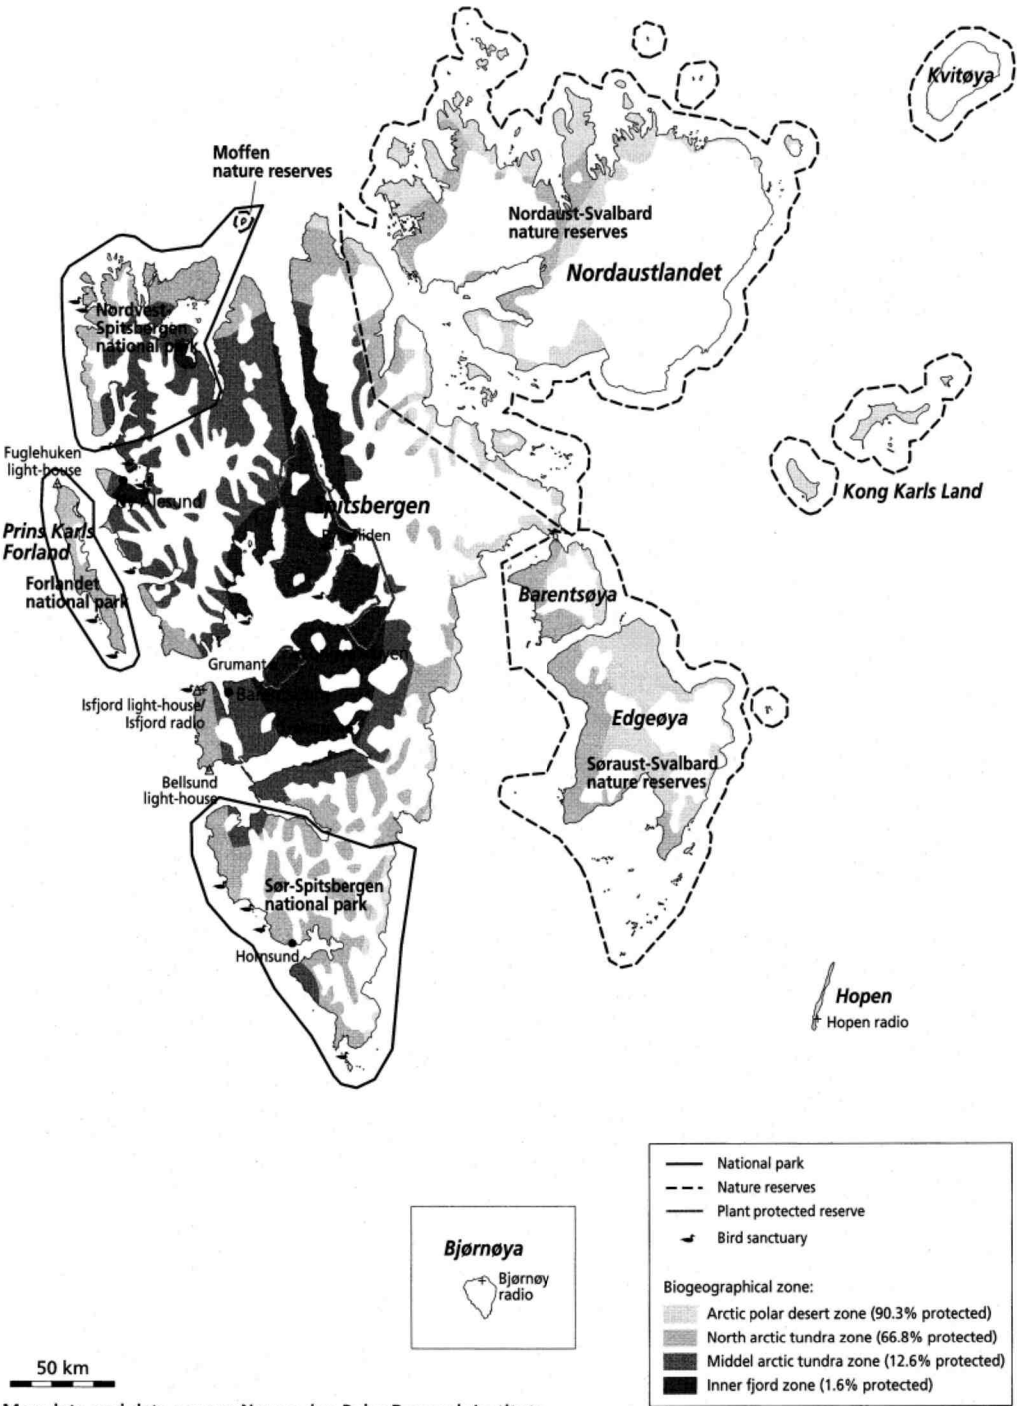 Kvitøya
Moffen
nature reserves
Nordaust-Svalbard
nature reserves
Nordaustlandet
Nordvest-
Spitsbergen
national park
Fuglehuken
light-house
Ny-Ålesund
Spitsbergen
Kong Karls Land
Prins Karls
Forland
Forlandet
national park
Barentsøya
Grumant
Isfjord light-house/
Isfjord radio
Edgeøya
Søraust-Svalbard
nature reserves
Bellsund
light-house
Sør-Spitsbergen
national park
Hornsund
Hopen
Hopen radio
National park
Nature reserves
Plant protected reserve
Bird sanctuary
Bjørnøya
Bjørnøy
radio
Biogeographical zone:
Arctic polar desert zone (90.3% protected)
North arctic tundra zone (66.8% protected)
Middel arctic tundra zone (12.6% protected)
Inner fjord zone (1.6% protected)
50 km